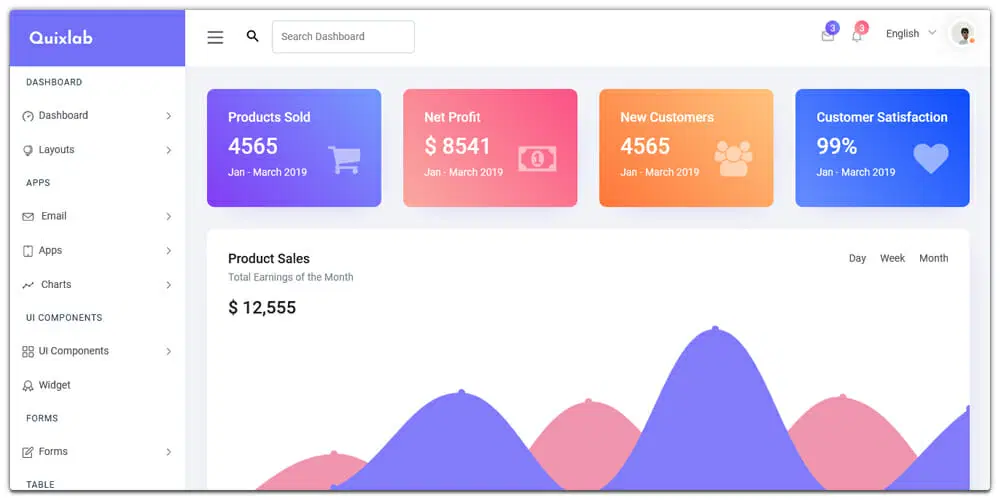 Quixlab
Search Dashboard
3
3
English
DASHBOARD
Dashboard
Layouts
APPS
Email
Apps
Charts
UI COMPONENTS
UI Components
Widget
FORMS
Forms
TABLE
Products Sold
4565
Jan - March 2019
Net Profit
$ 8541
Jan - March 2019
1
New Customers
4565
Jan - March 2019
Customer Satisfaction
99%
Jan - March 2019
Product Sales
Total Earnings of the Month
$ 12,555
Day Week Month